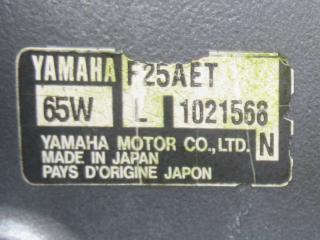 YAMAHA F25AET
65W L 1021568
YAMAHA MOTOR CO.,LTD. N
MADE IN JAPAN
PAYS D'ORIGINE JAPON